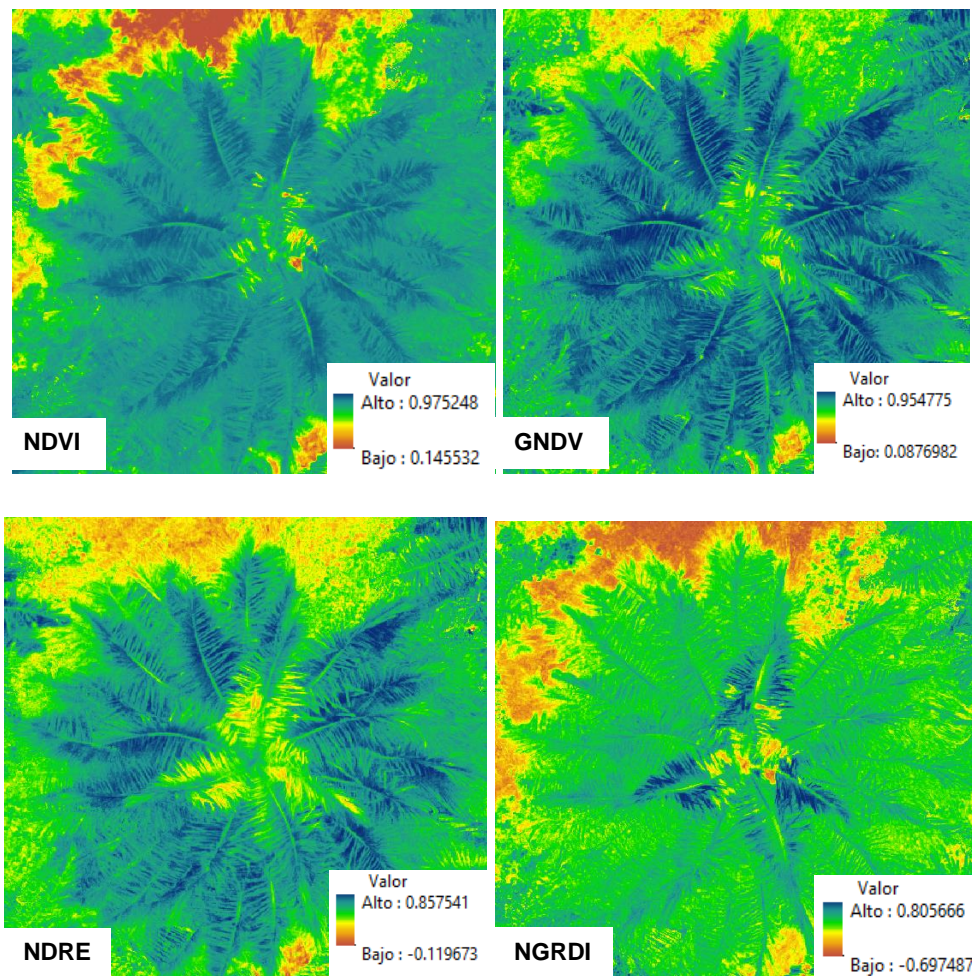 Valor
Alto : 0.975248
Bajo : 0.145532
NDVI
Valor
Alto : 0.954775
Bajo: 0.0876982
GNDV
Valor
Alto : 0.857541
Bajo : -0.119673
NDRE
Valor
Alto : 0.805666
Bajo : -0.697487
NGRDI